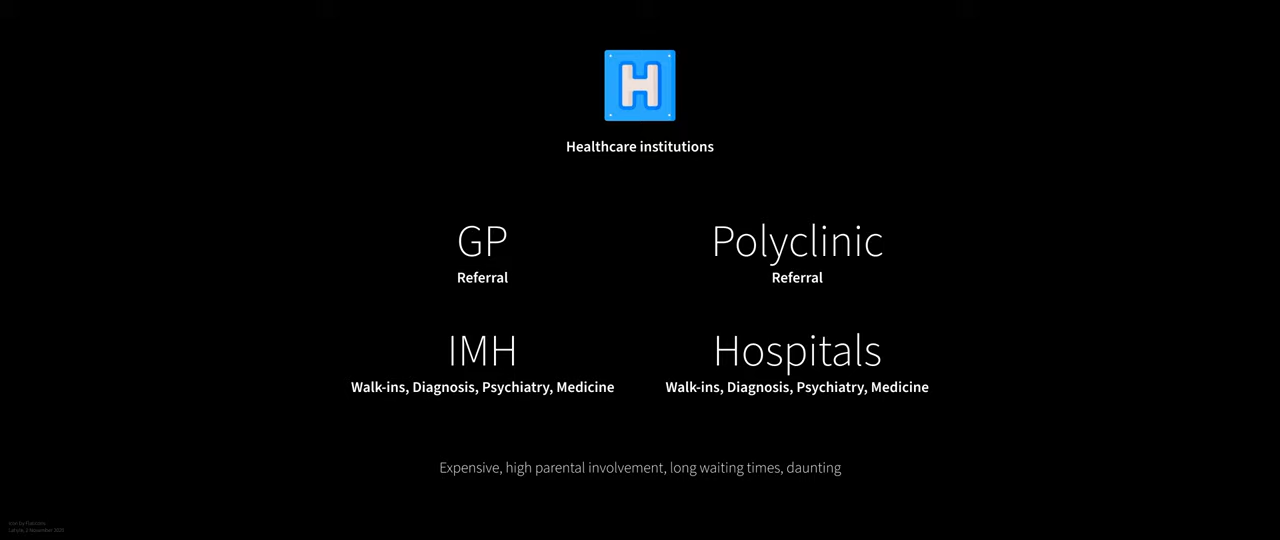 H
Healthcare institutions
GP
Polyclinic
Referral
Referral
IMH
Hospitals
Walk-ins, Diagnosis, Psychiatry, Medicine
Walk-ins, Diagnosis, Psychiatry, Medicine
Expensive, high parental involvement, long waiting times, daunting